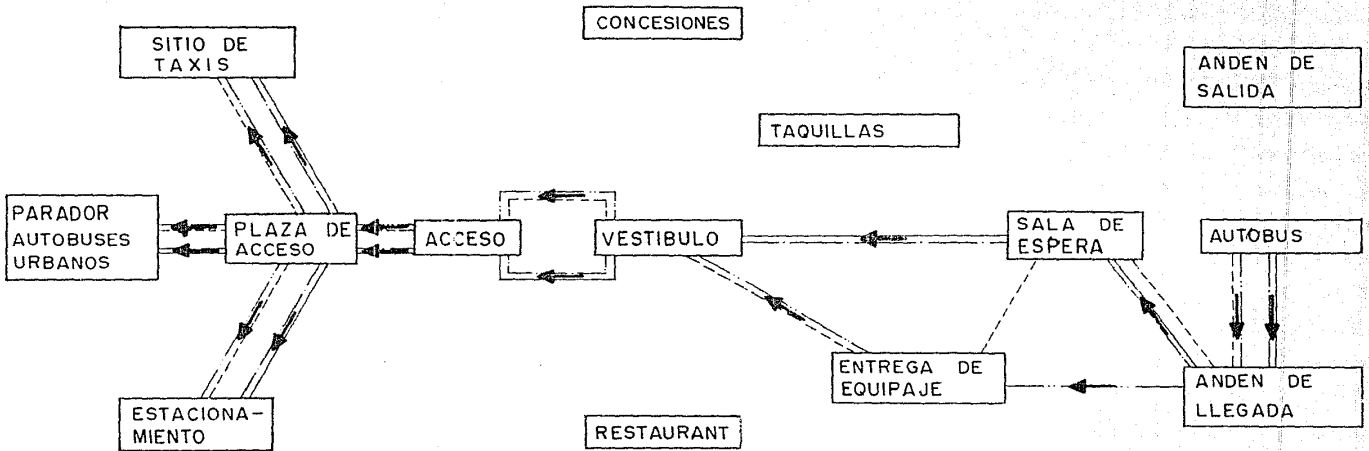 CONCESIONES
SITIO DE
TAXIS
ANDEN DE
SALIDA
TAQUILLAS
PARADOR
AUTOBUSES
URBANOS
PLAZA DE
ACCESO
ACCESO
VESTIBULO
SALA DE
ESPERA
AUTOBUS
ENTREGA DE
EQUIPAJE
ANDEN DE
LLEGADA
ESTACIONA-
MIENTO
RESTAURANT